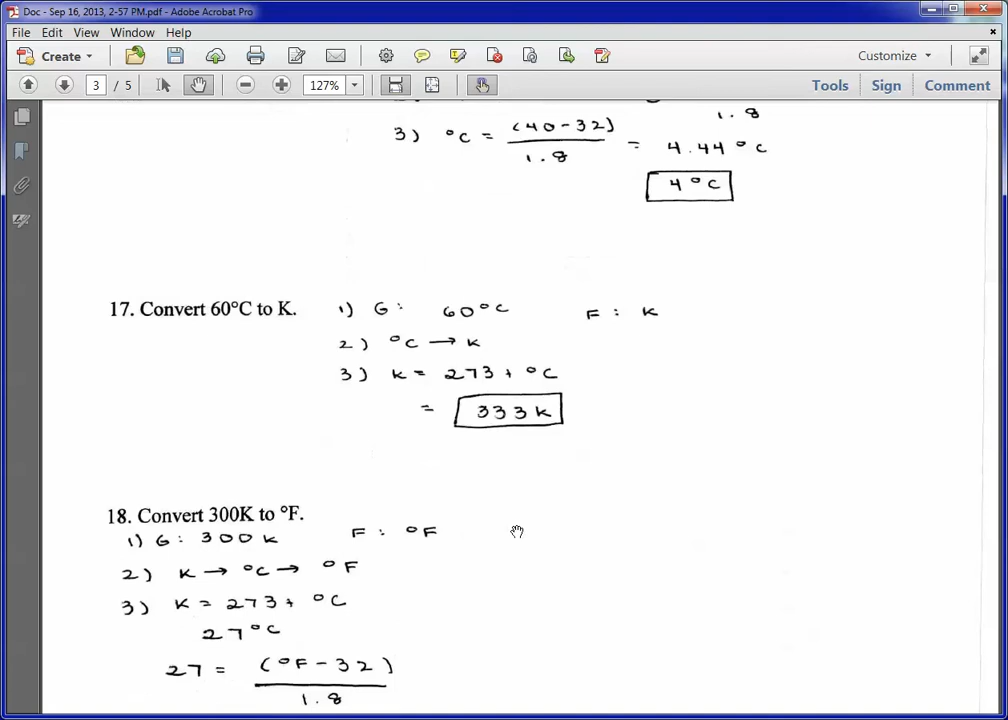 Doc - Sep 16, 2013, 2-57 PM.pdf - Adobe Acrobat Pro
File Edit View Window Help
Create Customize
3 / 5 127% Tools Sign Comment
1.8
3) °C = (40-32) / 1.8 = 4.44 °C
4 °C
17. Convert 60°C to K. 1) G: 60°C F: K
2) °C → K
3) K = 273 + °C
= 333K
18. Convert 300K to °F.
1) G: 300K F: °F
2) K → °C → °F
3) K = 273 + °C
27°C
27 = (°F - 32)
1.8